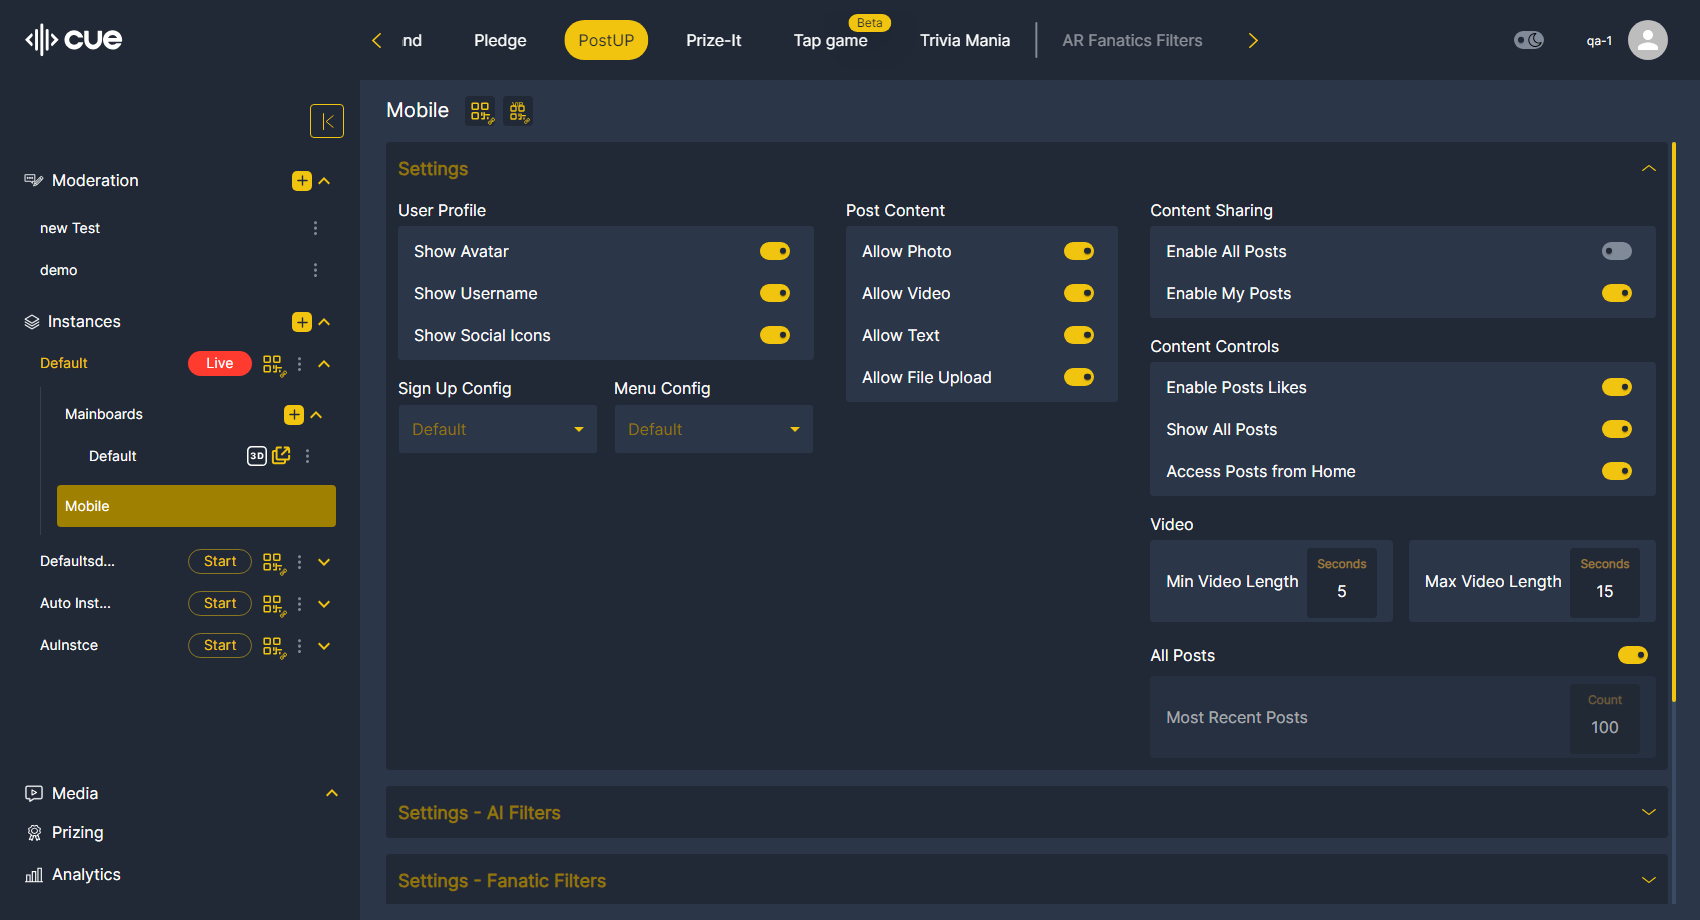 cue
nd
Pledge
PostUP
Prize-It
Tap game
Beta
Trivia Mania
AR Fanatics Filters
qa-1
Moderation
new Test
demo
Instances
Default
Live
Mainboards
Default
3D
Mobile
Defaultsd...
Start
Auto Inst...
Start
AuInstce
Start
Media
Prizing
Analytics
Mobile
Settings
User Profile
Show Avatar
Show Username
Show Social Icons
Sign Up Config
Default
Menu Config
Default
Post Content
Allow Photo
Allow Video
Allow Text
Allow File Upload
Content Sharing
Enable All Posts
Enable My Posts
Content Controls
Enable Posts Likes
Show All Posts
Access Posts from Home
Video
Min Video Length
Seconds
5
Max Video Length
Seconds
15
All Posts
Most Recent Posts
Count
100
Settings - AI Filters
Settings - Fanatic Filters